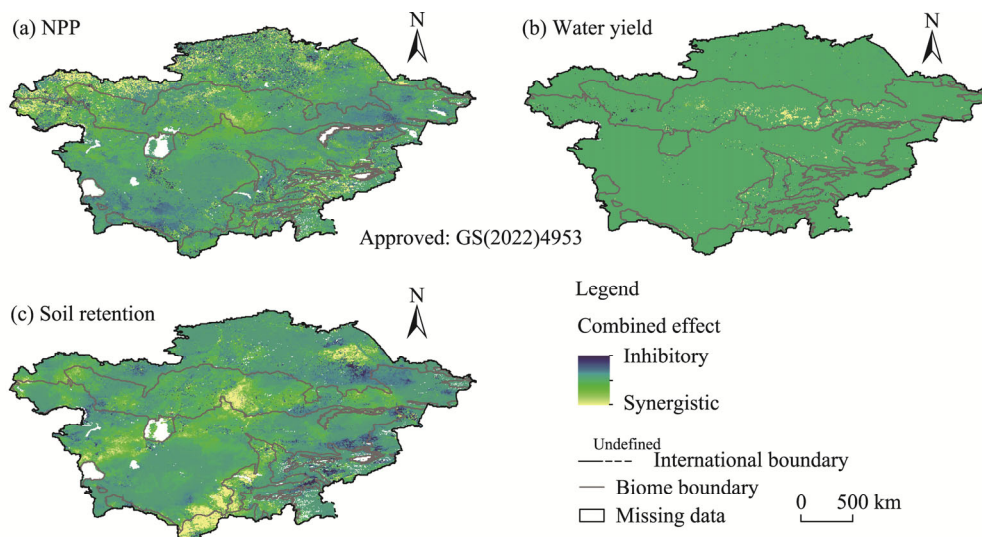 (a) NPP
N
(b) Water yield
N
Approved: GS(2022)4953
(c) Soil retention
N
Legend
Combined effect
Inhibitory
Synergistic
Undefined
International boundary
Biome boundary
Missing data
0 500 km